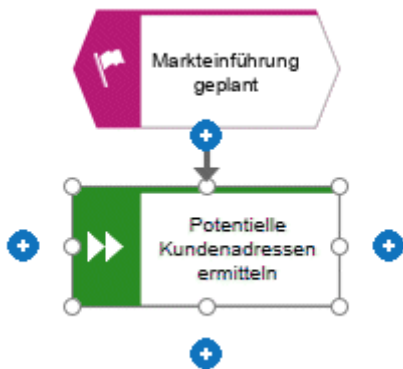 Markteinführung
geplant
Potentielle
Kundenadressen
ermitteln